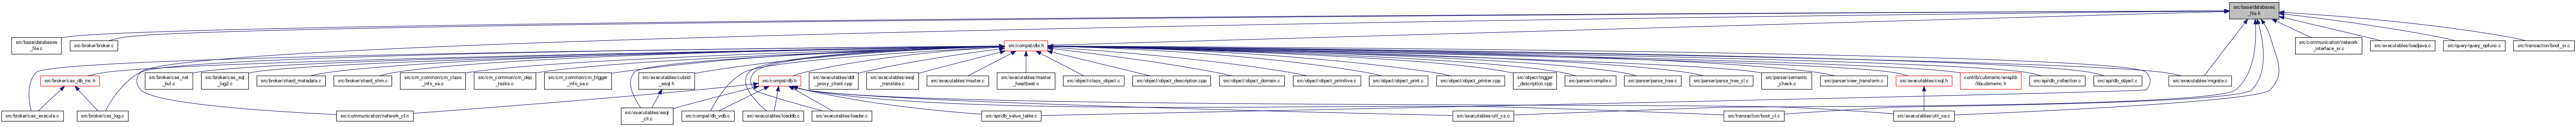 src/base/databases
_file.h
src/base/databases
_file.c
src/broker/broker.c
src/compat/dbi.h
src/communication/network
_interface_sr.c
src/executables/loadjava.c
src/query/query_opfunc.c
src/transaction/boot_sr.c
src/broker/cas_db_inc.h
src/broker/cas_net
_buf.c
src/broker/cas_sql
_log2.c
src/broker/shard_metadata.c
src/broker/shard_shm.c
src/cm_common/cm_class
_info_sa.c
src/cm_common/cm_dep
_tasks.c
src/cm_common/cm_trigger
_info_sa.c
src/executables/cubrid
_esql.h
src/compat/db.h
src/executables/ddl
_proxy_client.cpp
src/executables/esql
_translate.c
src/executables/master.c
src/executables/master
_heartbeat.c
src/object/class_object.c
src/object/object_description.cpp
src/object/object_domain.c
src/object/object_primitive.c
src/object/object_print.c
src/object/object_printer.cpp
src/object/trigger
_description.cpp
src/parser/compile.c
src/parser/parse_tree.c
src/parser/parse_tree_cl.c
src/parser/semantic
_check.c
src/parser/view_transform.c
src/executables/csql.h
contrib/cubmemc/lemplib
/libcubmemc.h
src/api/db_collection.c
src/api/db_object.c
src/executables/migrate.c
src/broker/cas_execute.c
src/broker/cas_log.c
src/communication/network_cl.c
src/executables/esql
_cli.c
src/compat/db_vdb.c
src/executables/loaddb.c
src/executables/loader.c
src/api/db_value_table.c
src/executables/util_cs.c
src/transaction/boot_cl.c
src/executables/util_sa.c